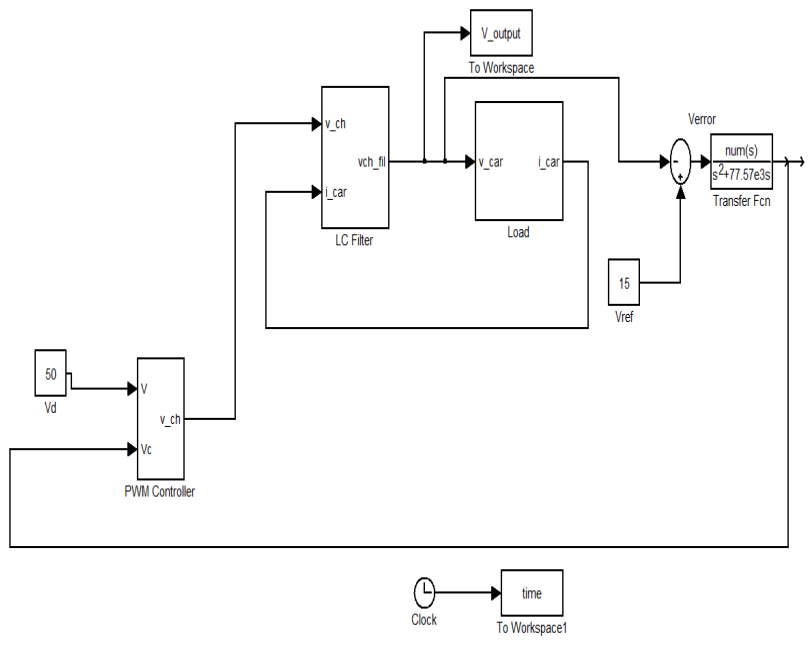 V_output
To Workspace
Verror
v_ch
vch_fil
i_car
LC Filter
v_car
i_car
Load
-
+
num(s)
s2+77.57e3s
Transfer Fcn
15
Vref
50
Vd
V
v_ch
Vc
PWM Controller
Clock
time
To Workspace1